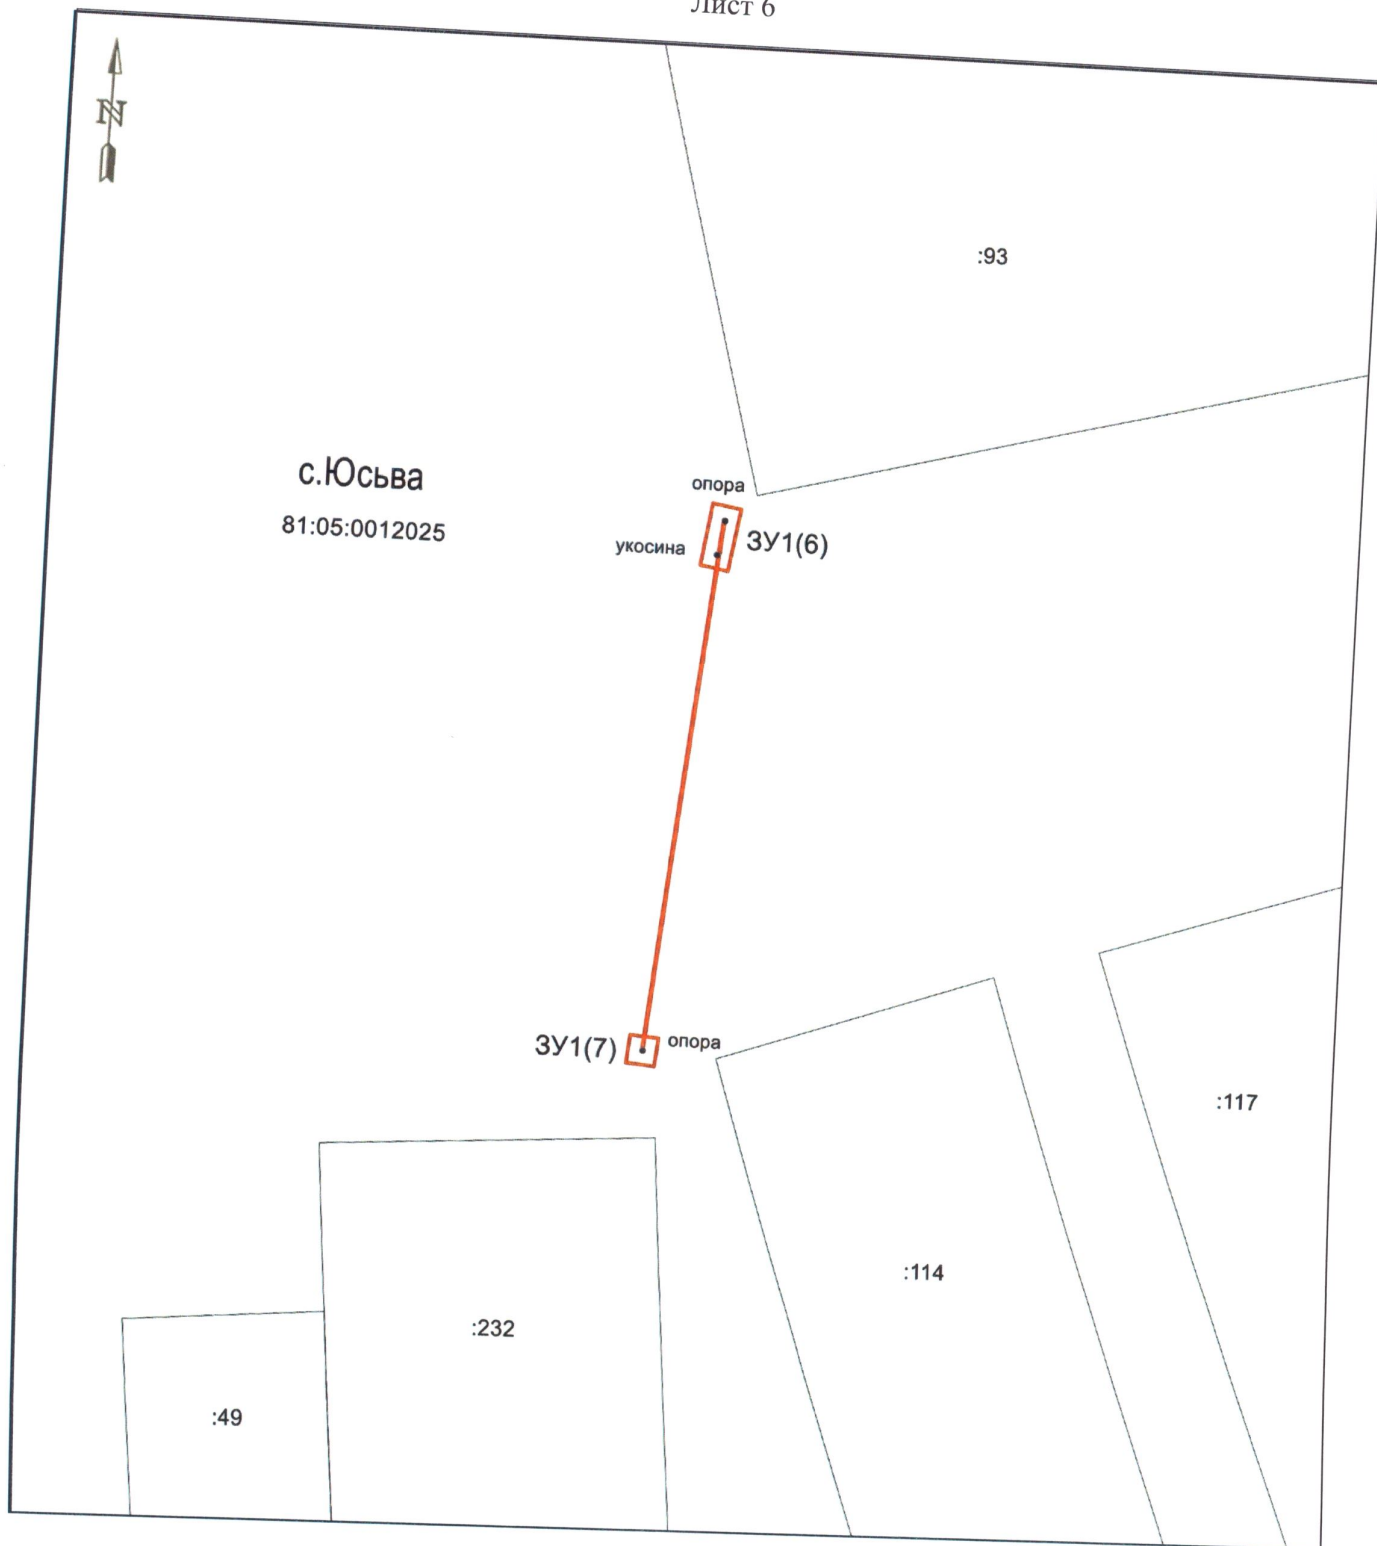 Лист 6
N
:93
с.Юсьва
81:05:0012025
опора
укосина
ЗУ1(6)
ЗУ1(7)
опора
:117
:114
:232
:49